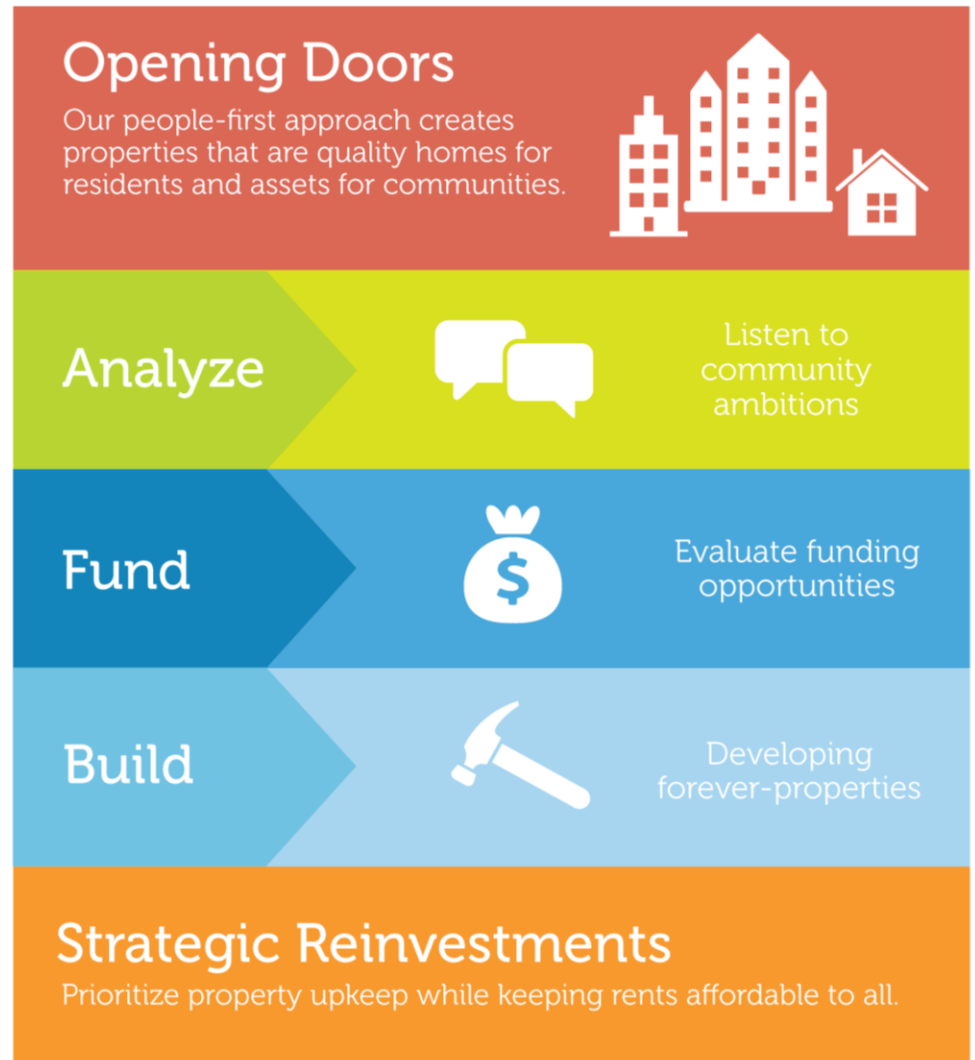 Opening Doors
Our people-first approach creates
properties that are quality homes for
residents and assets for communities.
Analyze
Listen to
community
ambitions
Fund
$
Evaluate funding
opportunities
Build
Developing
forever-properties
Strategic Reinvestments
Prioritize property upkeep while keeping rents affordable to all.